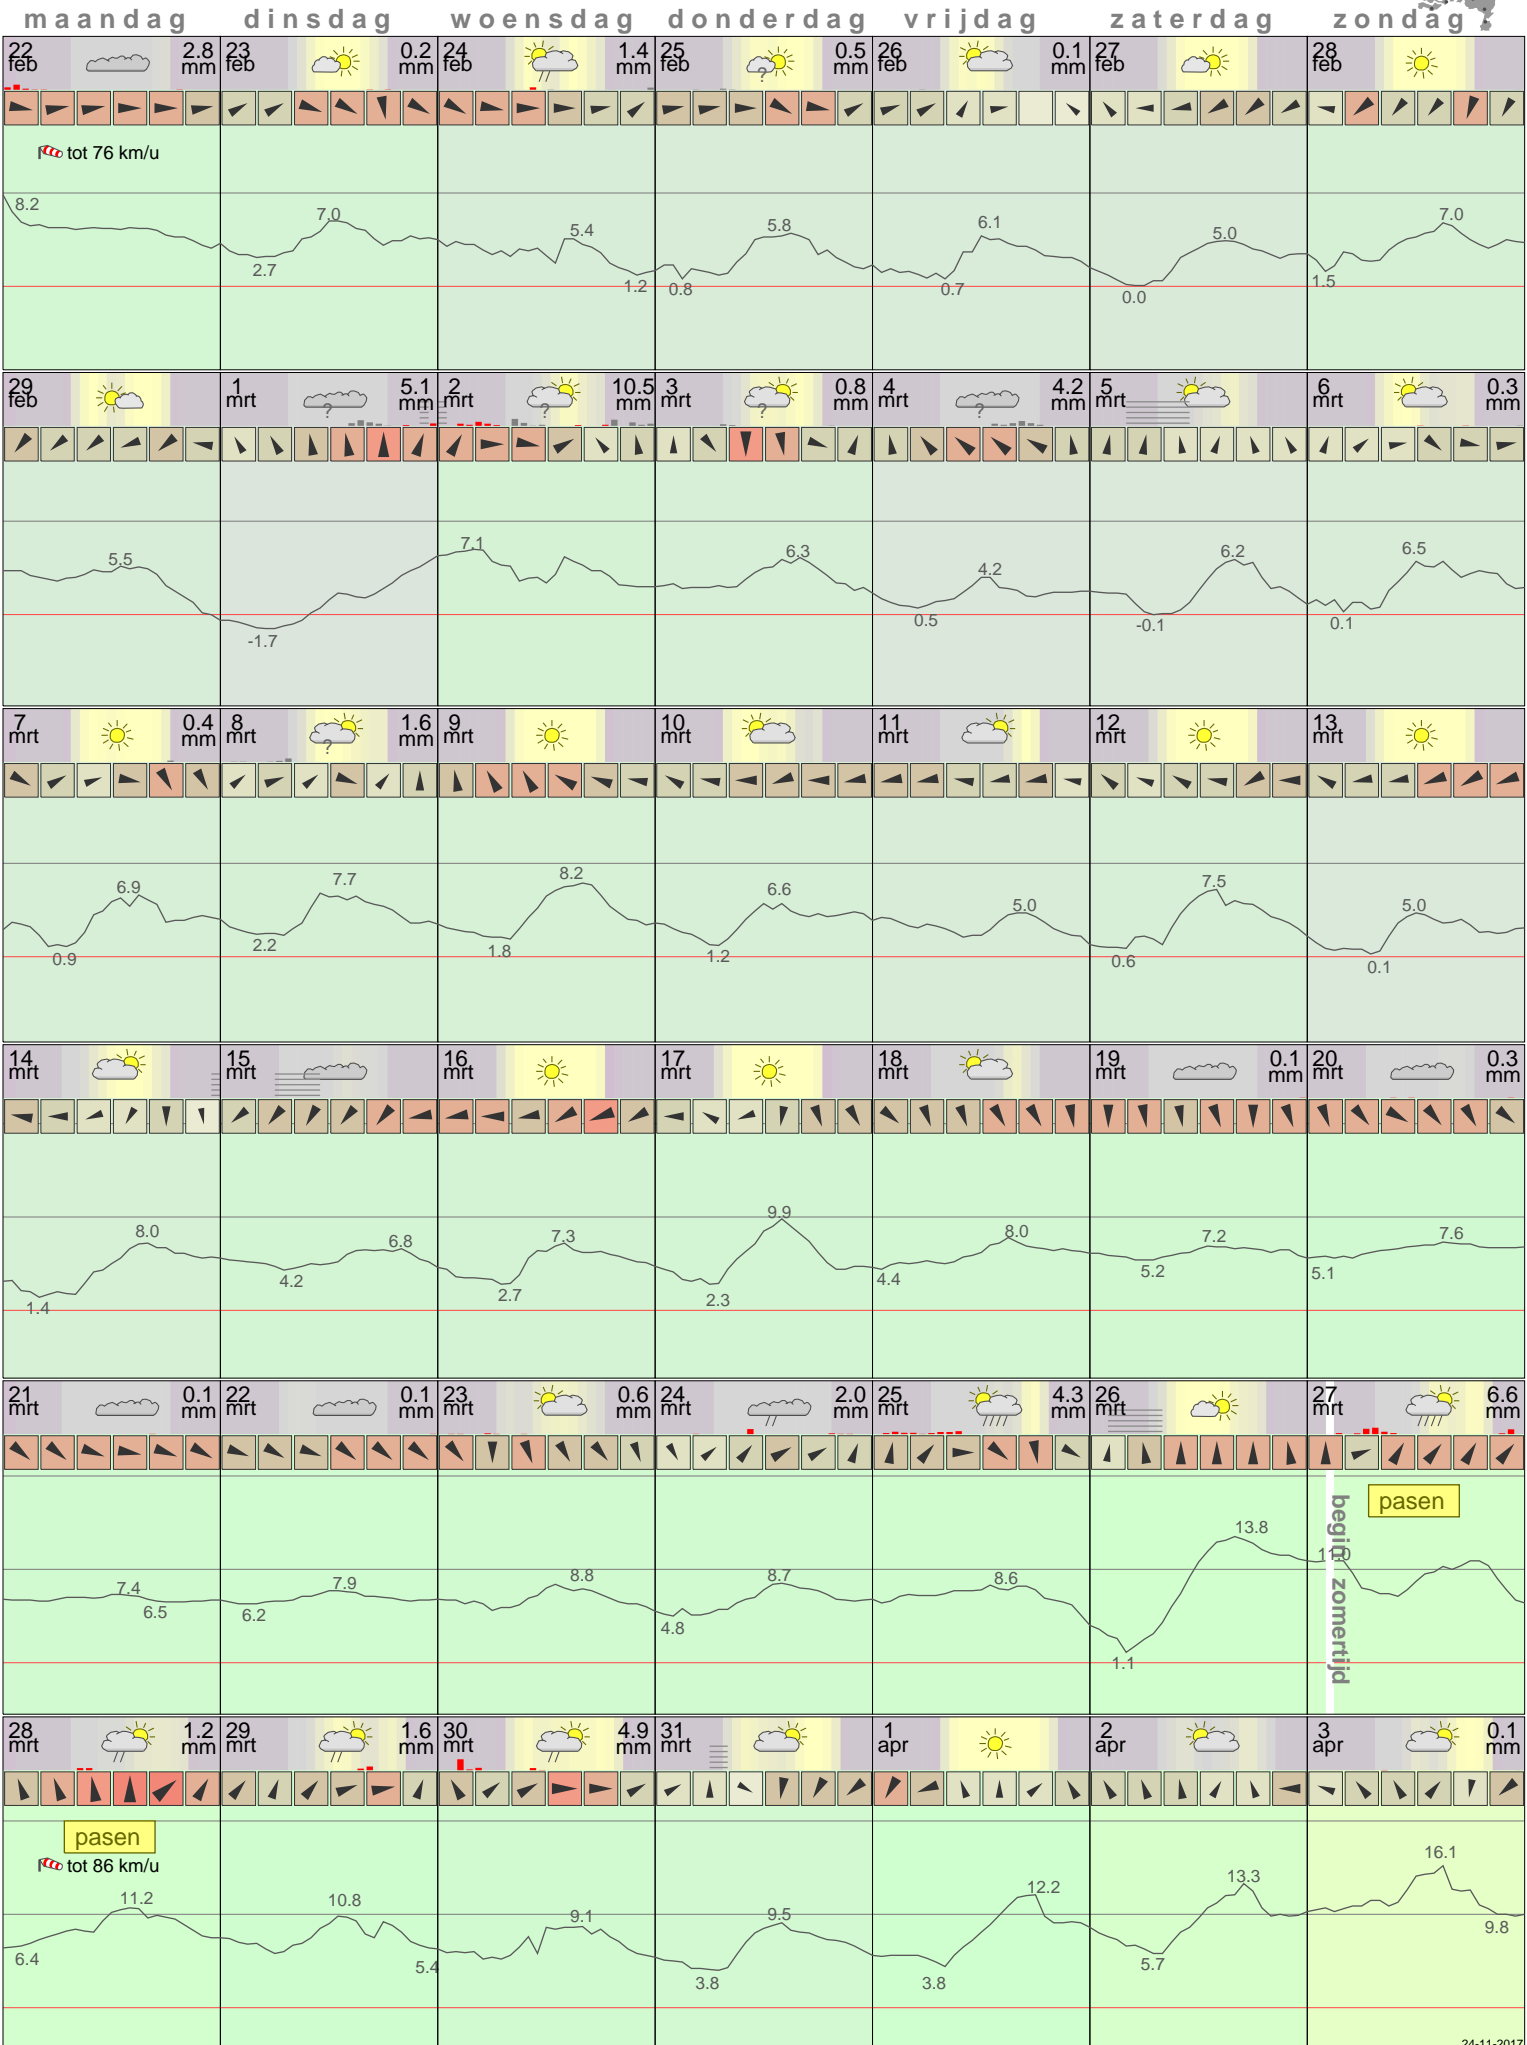 maandag dinsdag woensdag donderdag vrijdag zaterdag zondag
22 feb 2.8 mm 23 feb 0.2 mm 24 feb 1.4 mm 25 feb 0.5 mm 26 feb 0.1 mm 27 feb 28 feb
?
tot 76 km/u
8.2 2.7 7.0 5.4 1.2 0.8 5.8 0.7 6.1 0.0 5.0 1.5 7.0
29 feb 1 mrt 5.1 mm 2 mrt 10.5 mm 3 mrt 0.8 mm 4 mrt 4.2 mm 5 mrt 6 mrt 0.3 mm
? ? ? ?
5.5 -1.7 7.1 6.3 0.5 4.2 -0.1 6.2 0.1 6.5
7 mrt 0.4 mm 8 mrt 1.6 mm 9 mrt 10 mrt 11 mrt 12 mrt 13 mrt
?
0.9 6.9 2.2 7.7 1.8 8.2 1.2 6.6 5.0 0.6 7.5 0.1 5.0
14 mrt 15 mrt 16 mrt 17 mrt 18 mrt 19 mrt 0.1 mm 20 mrt 0.3 mm
1.4 8.0 4.2 6.8 2.7 7.3 2.3 9.9 4.4 8.0 5.2 7.2 5.1 7.6
21 mrt 0.1 mm 22 mrt 0.1 mm 23 mrt 0.6 mm 24 mrt 2.0 mm 25 mrt 4.3 mm 26 mrt 27 mrt 6.6 mm
pasen
begin zomertijd
7.4 6.5 6.2 7.9 8.8 4.8 8.7 8.6 1.1 13.8 11.0
28 mrt 1.2 mm 29 mrt 1.6 mm 30 mrt 4.9 mm 31 mrt 1 apr 2 apr 3 apr 0.1 mm
pasen
tot 86 km/u
6.4 11.2 10.8 5.4 9.1 3.8 9.5 3.8 12.2 5.7 13.3 16.1 9.8
24-11-2017